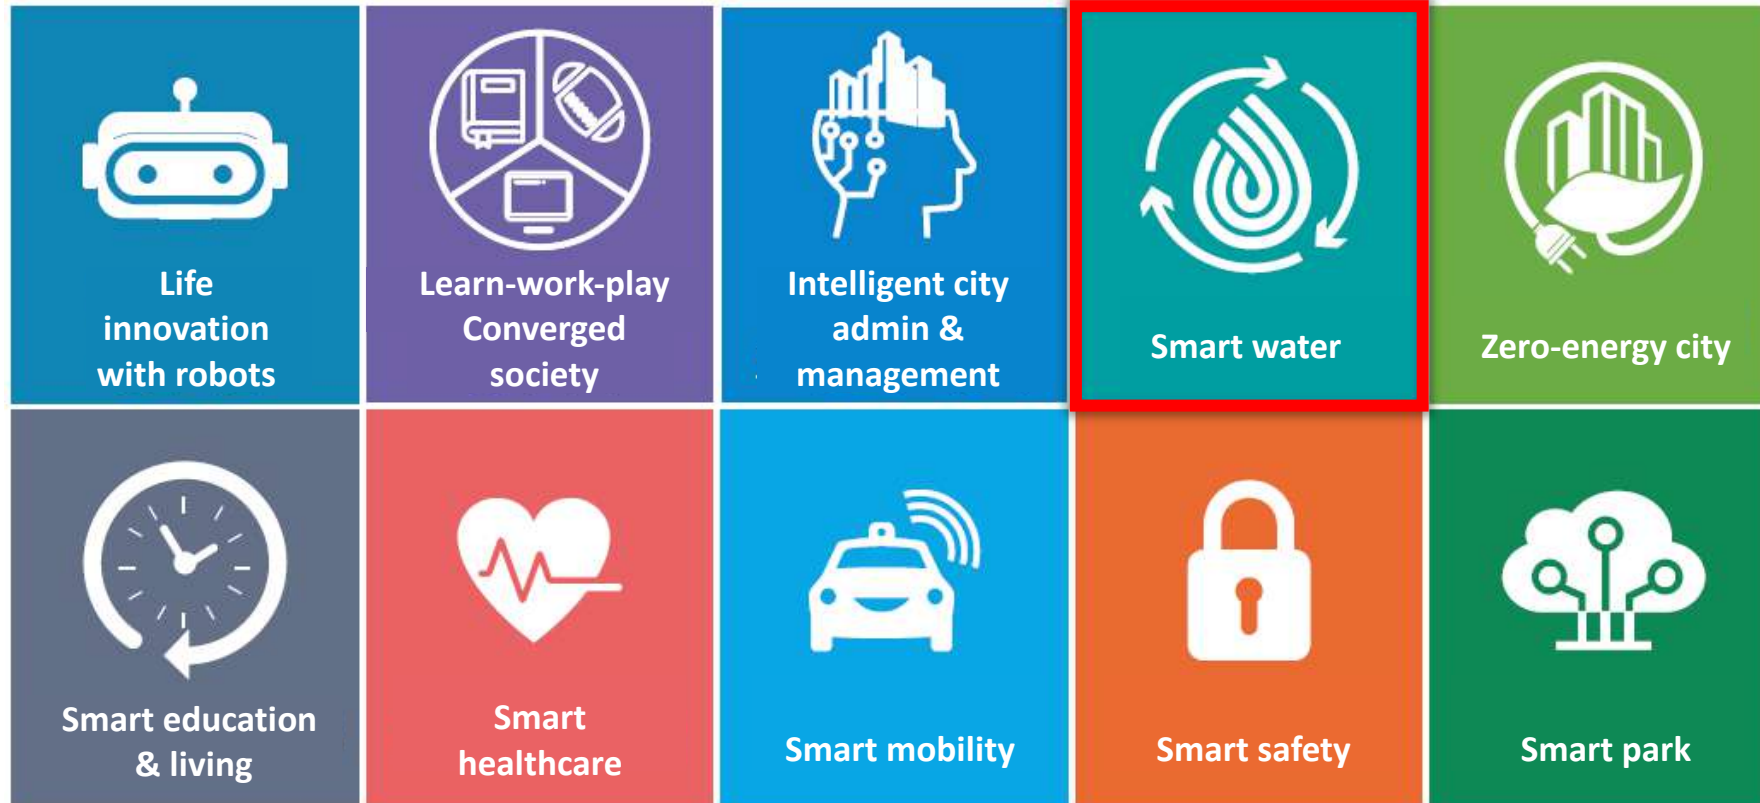 Life
innovation
with robots
Learn-work-play
Converged
society
Intelligent city
admin &
management
Smart water
Zero-energy city
Smart education
& living
Smart
healthcare
Smart mobility
Smart safety
Smart park